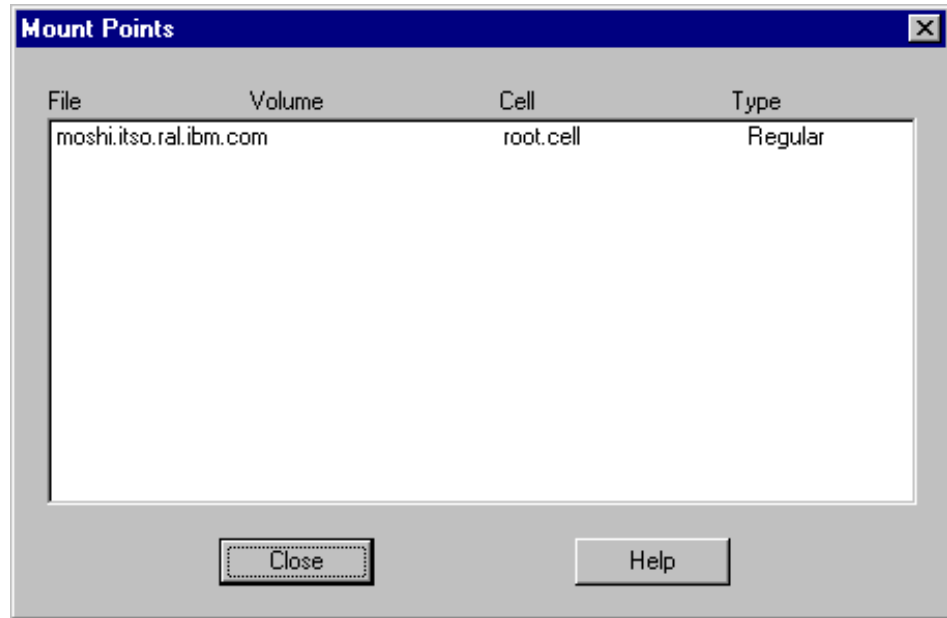 Mount Points
File Volume Cell Type
moshi.itso.ral.ibm.com root.cell Regular
Close Help